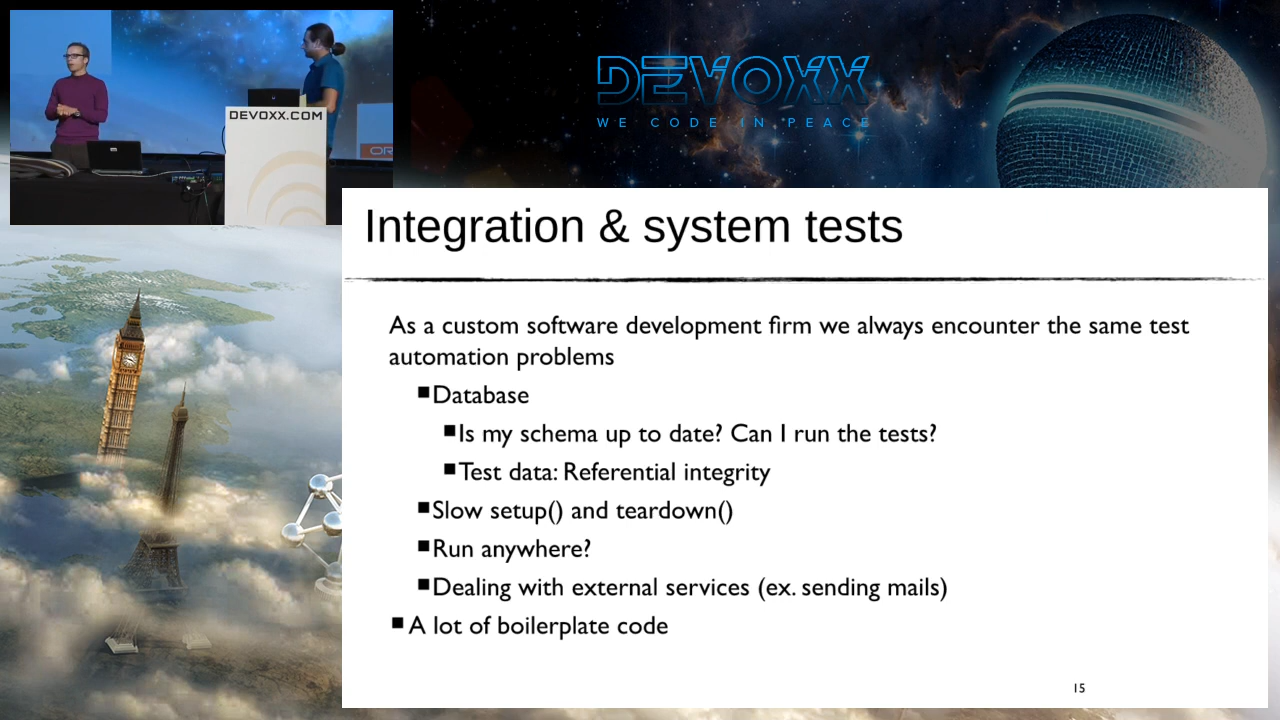 DEVOXX
WE CODE IN PEACE
DEVOXX.COM
OR
Integration & system tests
As a custom software development firm we always encounter the same test
automation problems
■Database
■Is my schema up to date? Can I run the tests?
■Test data: Referential integrity
■Slow setup() and teardown()
■Run anywhere?
■Dealing with external services (ex. sending mails)
■ A lot of boilerplate code
15